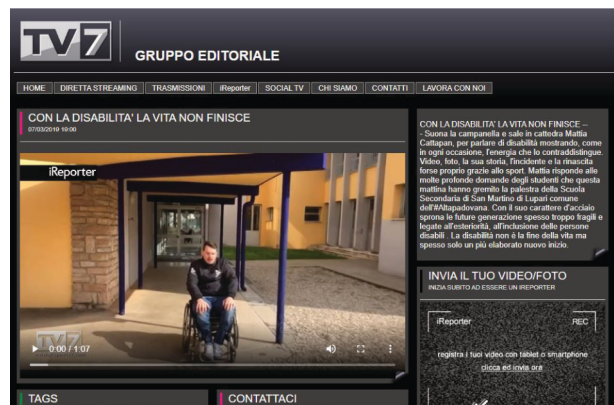 TV7
GRUPPO EDITORIALE
HOME DIRETTA STREAMING TRASMISSIONI iReporter SOCIAL TV CHI SIAMO CONTATTI LAVORA CON NOI
CON LA DISABILITA' LA VITA NON FINISCE
07/03/2019 10:00
iReporter
TV7
0:00 / 1:07
TAGS
CONTATTACI
CON LA DISABILITA' LA VITA NON FINISCE --
- Suona la campanella e sale in cattedra Mattia
Cattapan, per parlare di disabilità mostrando, come
in ogni occasione, l'energia che lo contraddistingue.
Video, foto, la sua storia, l'incidente e la rinascita
forse proprio grazie allo sport. Mattia risponde alle
molte profonde domande degli studenti che questa
mattina hanno gremito la palestra della Scuola
Secondaria di San Martino di Lupari comune
dell'#Altapadovana. Con il suo carattere d'acciaio
sprona le future generazione spesso troppo fragili e
legate all'esteriorità, all'inclusione delle persone
disabili . La disabilità non è la fine della vita ma
spesso solo un più elaborato nuovo inizio.
INVIA IL TUO VIDEO/FOTO
INIZIA SUBITO AD ESSERE UN IREPORTER
iReporter REC
registra i tuoi video con tablet o smartphone
clicca ed invia ora